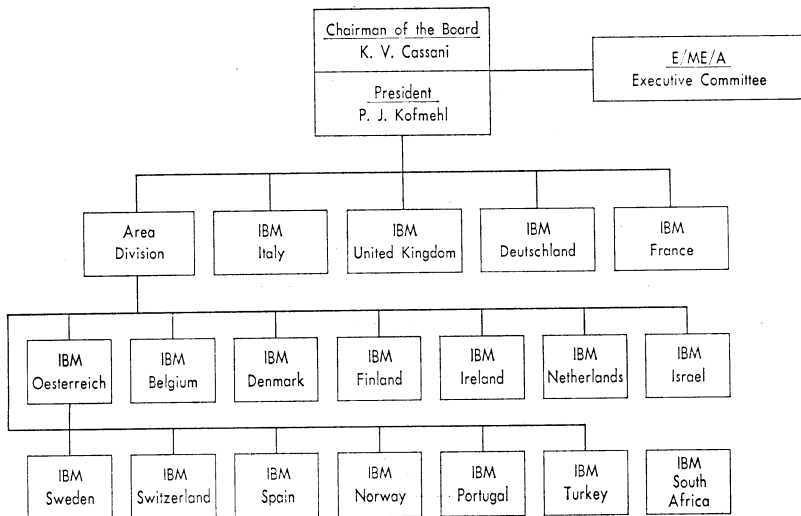 Chairman of the Board
K. V. Cassani
President
P. J. Kofmehl
E/ME/A
Executive Committee
Area
Division
IBM
Italy
IBM
United Kingdom
IBM
Deutschland
IBM
France
IBM
Oesterreich
IBM
Belgium
IBM
Denmark
IBM
Finland
IBM
Ireland
IBM
Netherlands
IBM
Israel
IBM
Sweden
IBM
Switzerland
IBM
Spain
IBM
Norway
IBM
Portugal
IBM
Turkey
IBM
South
Africa